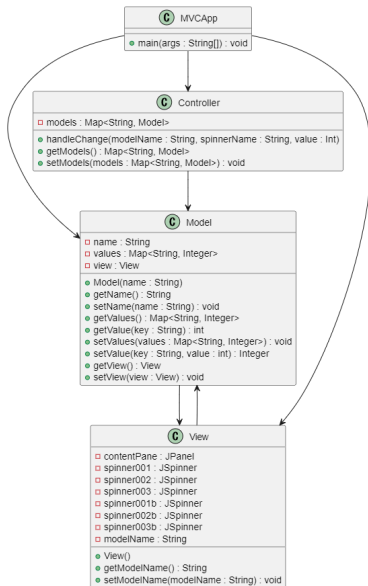 C MVCApp
main(args : String[]) : void
C Controller
models : Map<String, Model>
handleChange(modelName : String, spinnerName : String, value : Int)
getModels() : Map<String, Model>
setModels(models : Map<String, Model>) : void
C Model
name : String
values : Map<String, Integer>
view : View
Model(name : String)
getName() : String
setName(name : String) : void
getValues() : Map<String, Integer>
getValue(key : String) : int
setValues(values : Map<String, Integer>) : void
setValue(key : String, value : int) : Integer
getView() : View
setView(view : View) : void
C View
contentPane : JPanel
spinner001 : JSpinner
spinner002 : JSpinner
spinner003 : JSpinner
spinner001b : JSpinner
spinner002b : JSpinner
spinner003b : JSpinner
modelName : String
View()
getModelName() : String
setModelName(modelName : String) : void